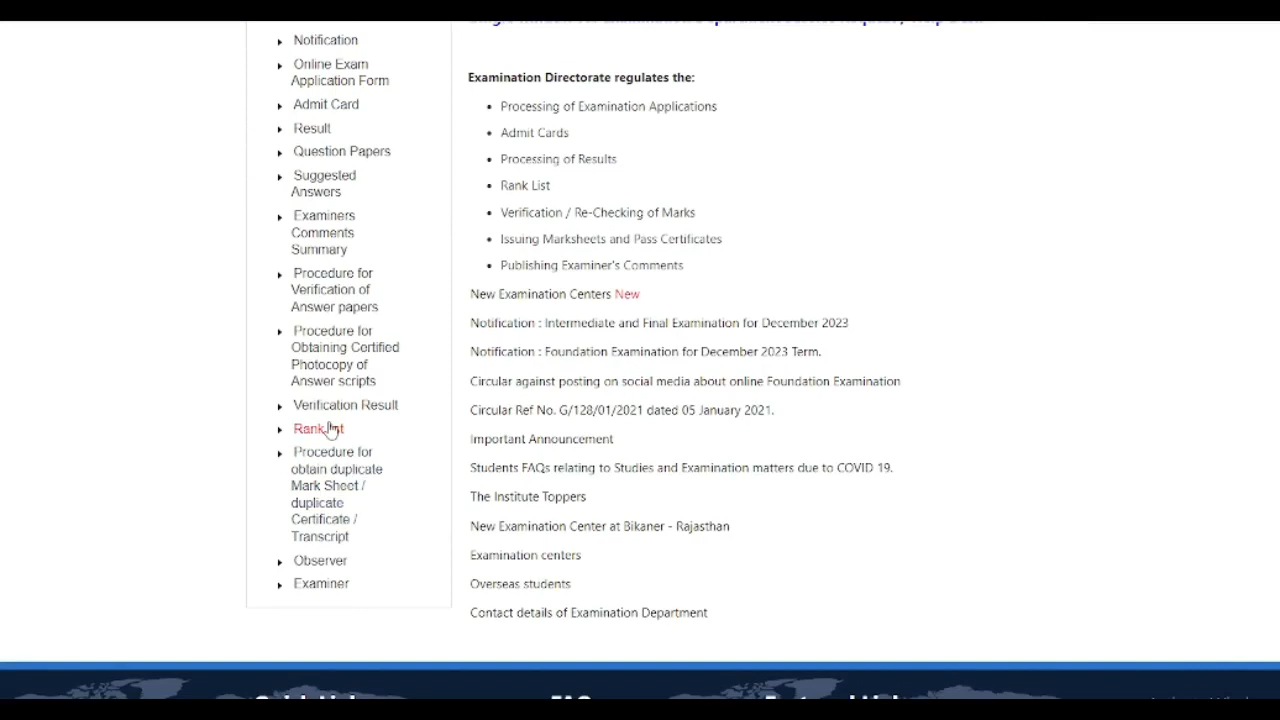 Notification
Online Exam
Application Form
Admit Card
Result
Question Papers
Suggested
Answers
Examiners
Comments
Summary
Procedure for
Verification of
Answer papers
Procedure for
Obtaining Certified
Photocopy of
Answer scripts
Verification Result
Procedure for
obtain duplicate
Mark Sheet /
duplicate
Certificate /
Transcript
Observer
Examiner
Examination Directorate regulates the:
Processing of Examination Applications
Admit Cards
Processing of Results
Rank List
Verification / Re-Checking of Marks
Issuing Marksheets and Pass Certificates
Publishing Examiner's Comments
New Examination Centers New
Notification : Intermediate and Final Examination for December 2023
Notification : Foundation Examination for December 2023 Term.
Circular against posting on social media about online Foundation Examination
Circular Ref No. G/128/01/2021 dated 05 January 2021.
Important Announcement
Students FAQs relating to Studies and Examination matters due to COVID 19.
The Institute Toppers
New Examination Center at Bikaner - Rajasthan
Examination centers
Overseas students
Contact details of Examination Department